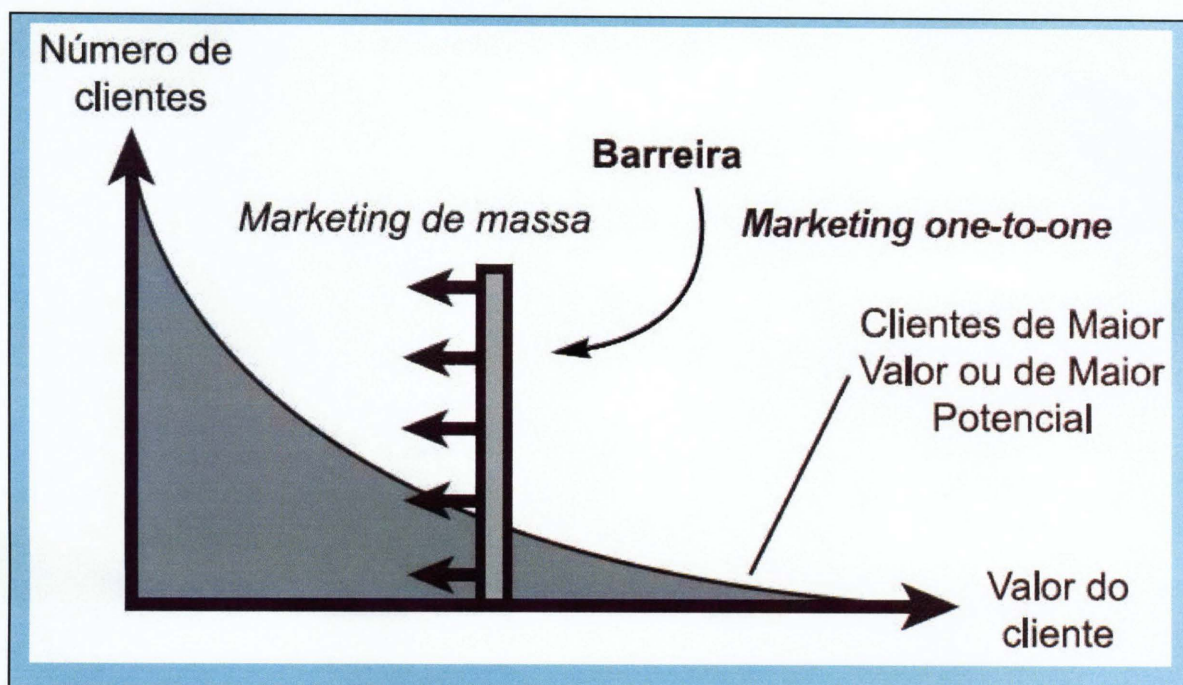 Número de
clientes
Barreira
Marketing de massa
Marketing one-to-one
Clientes de Maior
Valor ou de Maior
Potencial
Valor do
cliente